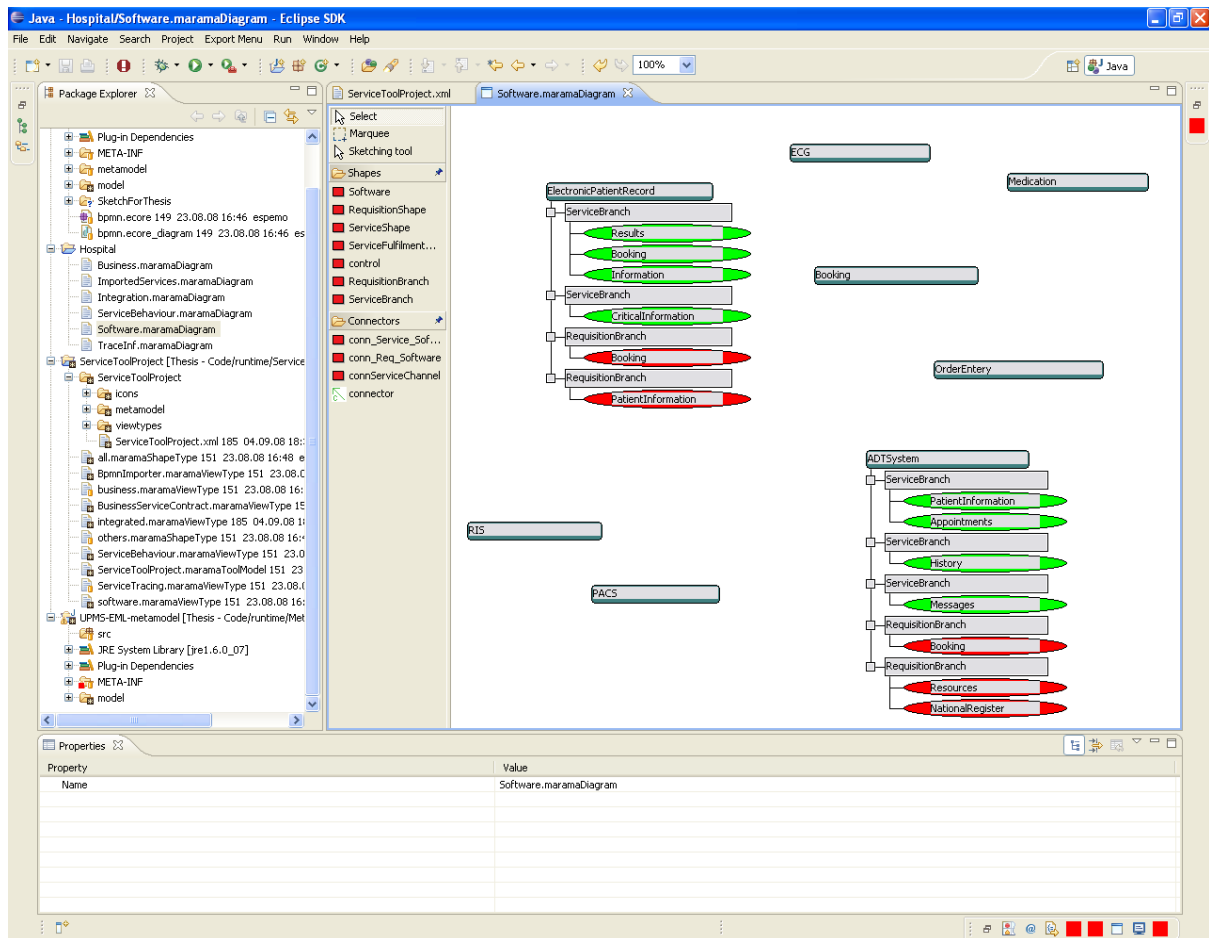 Java - Hospital/Software.maramaDiagram - Eclipse SDK
File Edit Navigate Search Project Export Menu Run Window Help
100%
Java
Package Explorer
Plug-in Dependencies
META-INF
metamodel
model
SketchForThesis
bpmn.ecore 149 23.08.08 16:46 espemo
bpmn.ecore_diagram 149 23.08.08 16:46 es
Hospital
Business.maramaDiagram
ImportedServices.maramaDiagram
Integration.maramaDiagram
ServiceBehaviour.maramaDiagram
Software.maramaDiagram
TraceInf.maramaDiagram
ServiceToolProject [Thesis - Code/runtime/Service
ServiceToolProject
icons
metamodel
viewtypes
ServiceToolProject.xml 185 04.09.08 18:
all.maramaShapeType 151 23.08.08 16:48 e
BpmnImporter.maramaViewType 151 23.08.0
business.maramaViewType 151 23.08.08 16:
BusinessServiceContract.maramaViewType 15
integrated.maramaViewType 185 04.09.08 1
others.maramaShapeType 151 23.08.08 16:4
ServiceBehaviour.maramaViewType 151 23.0
ServiceToolProject.maramaToolModel 151 23
ServiceTracing.maramaViewType 151 23.08.
software.maramaViewType 151 23.08.08 16:
UPMS-EML-metamodel [Thesis - Code/runtime/Met
src
JRE System Library [jre1.6.0_07]
Plug-in Dependencies
META-INF
model
ServiceToolProject.xml
Software.maramaDiagram
Select
Marquee
Sketching tool
Shapes
Software
RequisitionShape
ServiceShape
ServiceFulfilment...
control
RequisitionBranch
ServiceBranch
Connectors
conn_Service_Sof...
conn_Req_Software
connServiceChannel
connector
ECG
Medication
ElectronicPatientRecord
ServiceBranch
Results
Booking
Information
ServiceBranch
CriticalInformation
RequisitionBranch
Booking
RequisitionBranch
PatientInformation
Booking
OrderEntery
ADTSystem
ServiceBranch
PatientInformation
Appointments
ServiceBranch
History
ServiceBranch
Messages
RequisitionBranch
Booking
RequisitionBranch
Resources
NationalRegister
RIS
PACS
Properties
Property Value
Name Software.maramaDiagram